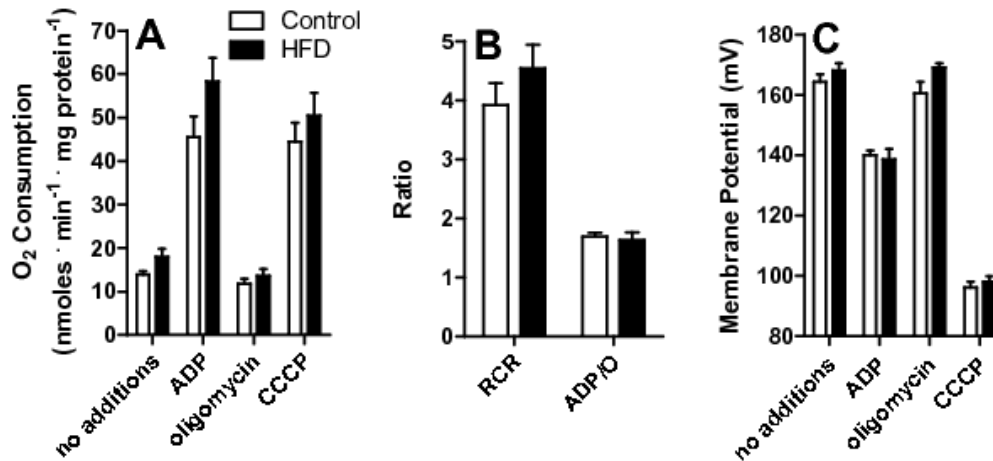 A
Control
HFD
O₂ Consumption
(nmoles · min⁻¹ · mg protein⁻¹)
70
60
50
40
30
20
10
0
no additions
ADP
oligomycin
CCCP
B
Ratio
5
4
3
2
1
0
RCR
ADP/O
C
Membrane Potential (mV)
180
160
140
120
100
80
no additions
ADP
oligomycin
CCCP